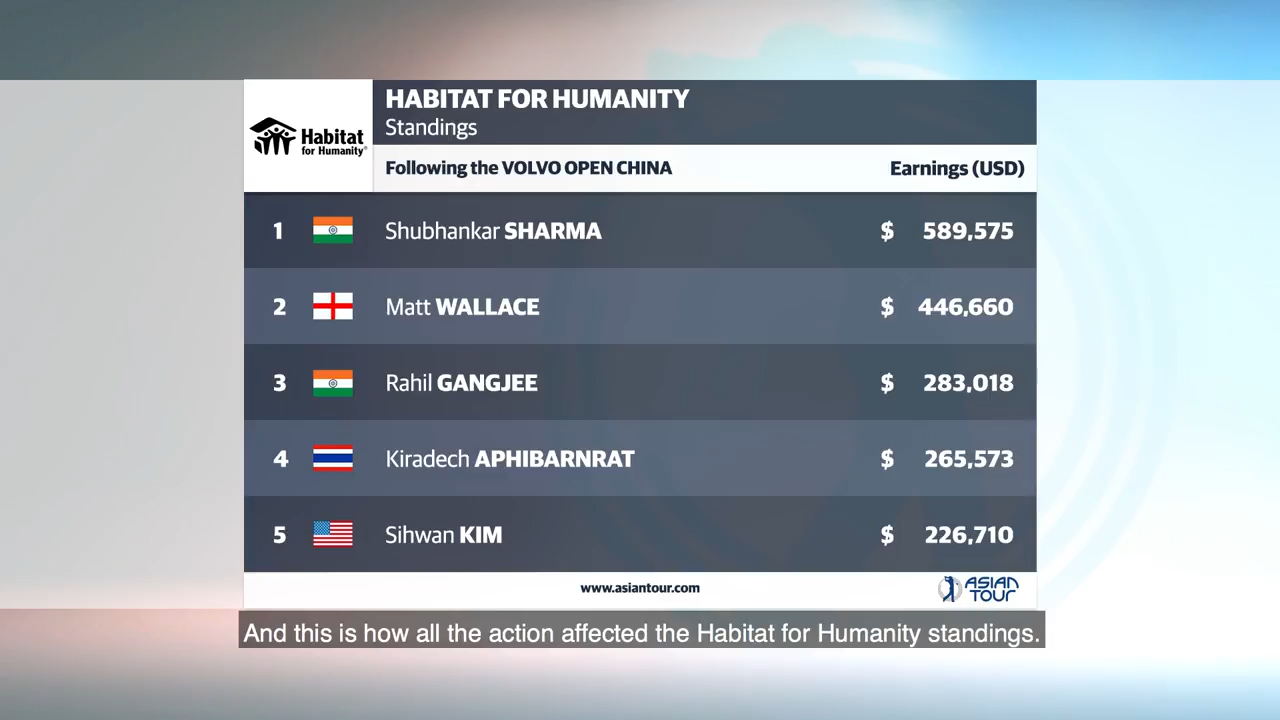 Habitat
for Humanity®
HABITAT FOR HUMANITY
Standings
Following the VOLVO OPEN CHINA Earnings (USD)
1 Shubhankar SHARMA $ 589,575
2 Matt WALLACE $ 446,660
3 Rahil GANGJEE $ 283,018
4 Kiradech APHIBARNRAT $ 265,573
5 Sihwan KIM $ 226,710
www.asiantour.com
ASIAN
TOUR
And this is how all the action affected the Habitat for Humanity standings.